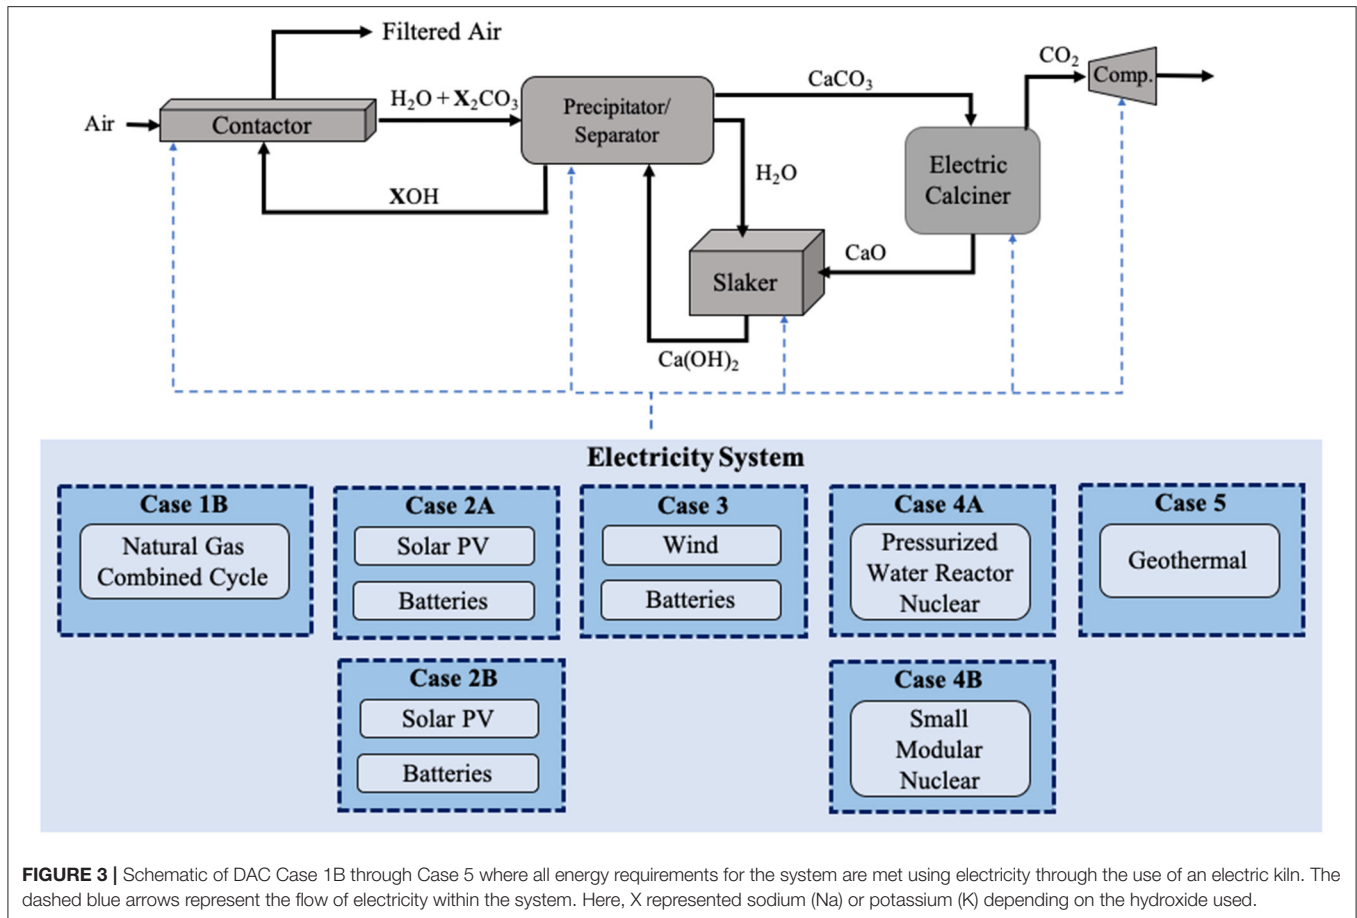 Filtered Air
CO₂
Comp.
CaCO₃
H₂O + X₂CO₃
Precipitator/
Separator
Air
Contactor
Electric
Calciner
H₂O
XOH
CaO
Slaker
Ca(OH)₂
Electricity System
Case 1B
Natural Gas
Combined Cycle
Case 2A
Solar PV
Batteries
Case 3
Wind
Batteries
Case 4A
Pressurized
Water Reactor
Nuclear
Case 5
Geothermal
Case 2B
Solar PV
Batteries
Case 4B
Small
Modular
Nuclear
FIGURE 3 | Schematic of DAC Case 1B through Case 5 where all energy requirements for the system are met using electricity through the use of an electric kiln. The
dashed blue arrows represent the flow of electricity within the system. Here, X represented sodium (Na) or potassium (K) depending on the hydroxide used.